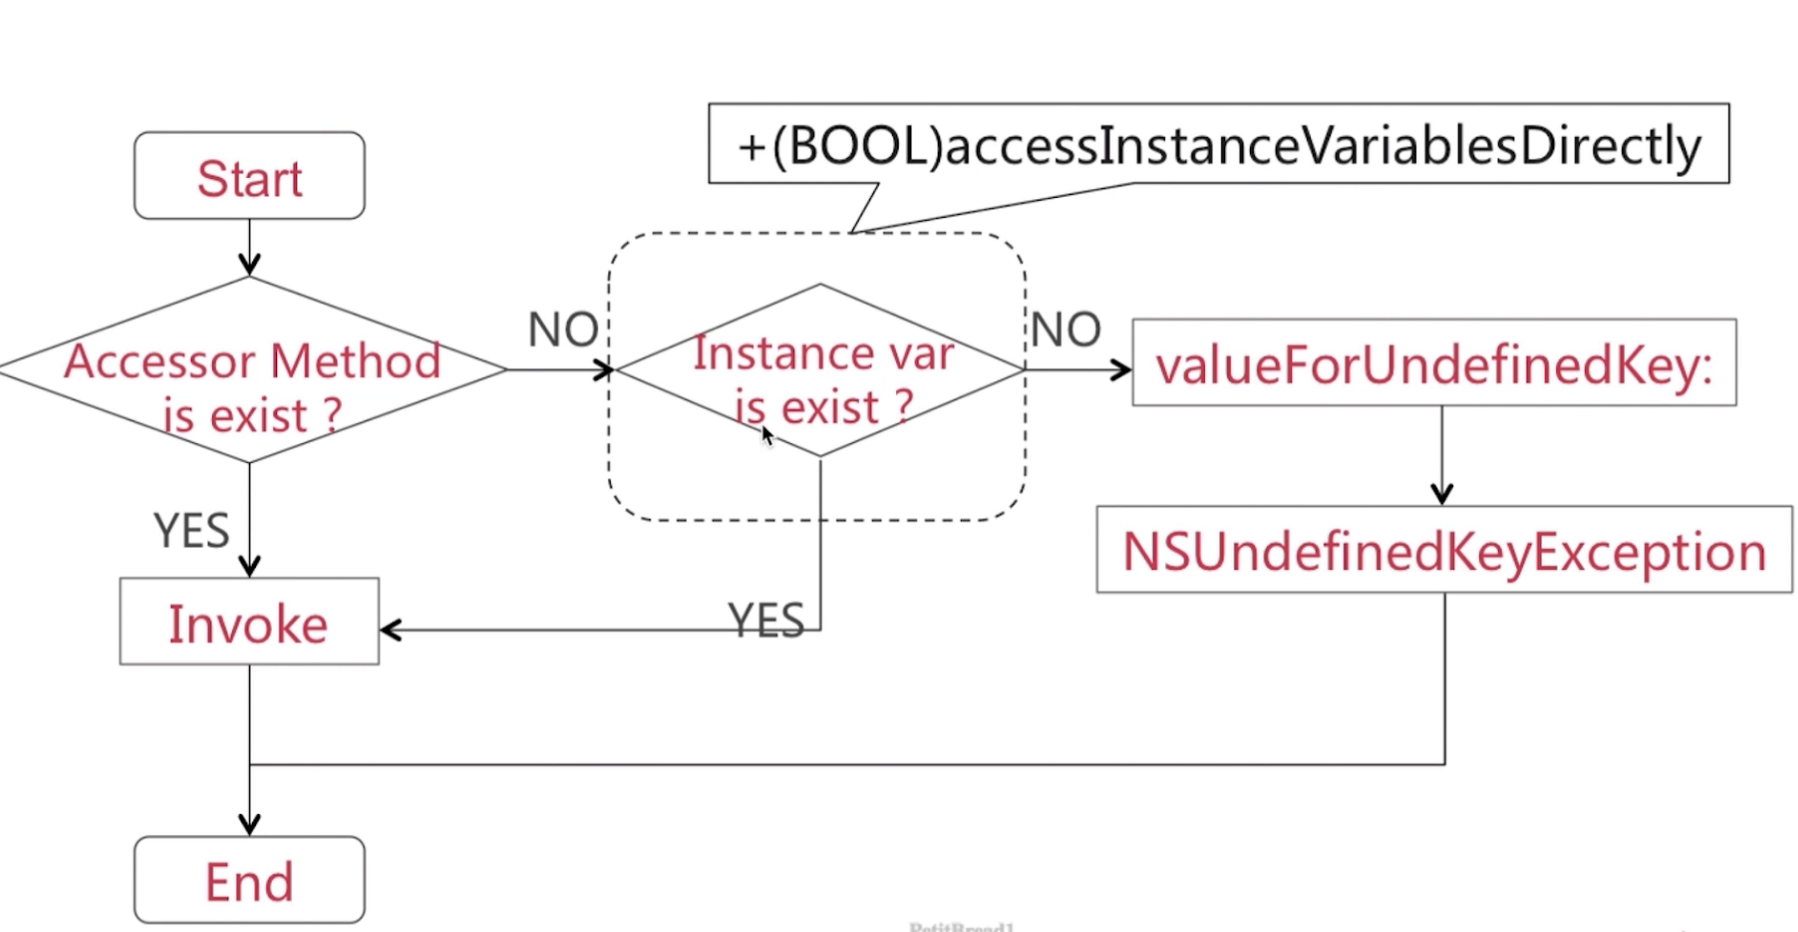 +(BOOL)accessInstanceVariablesDirectly
Start
NO
NO
Accessor Method
is exist ?
Instance var
is exist ?
valueForUndefinedKey:
YES
NSUndefinedKeyException
Invoke
YES
End